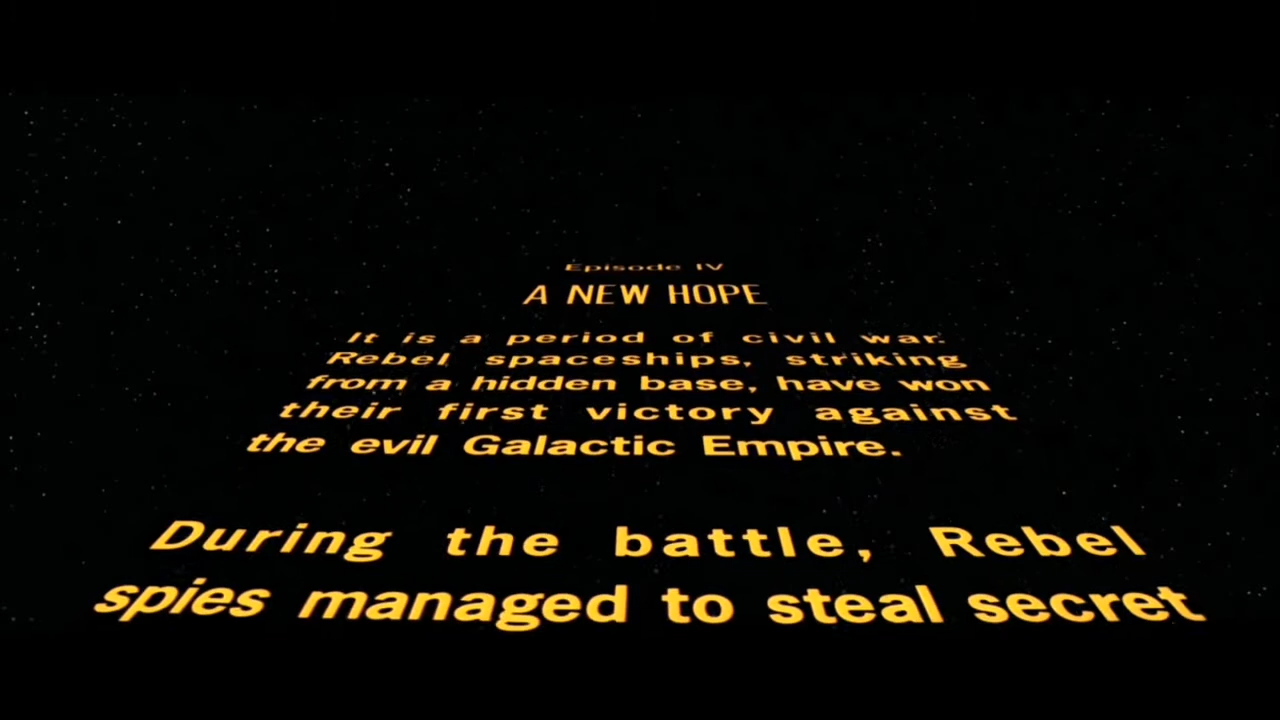 Episode IV
A NEW HOPE
It is a period of civil war.
Rebel spaceships, striking
from a hidden base, have won
their first victory against
the evil Galactic Empire.
During the battle, Rebel
spies managed to steal secret